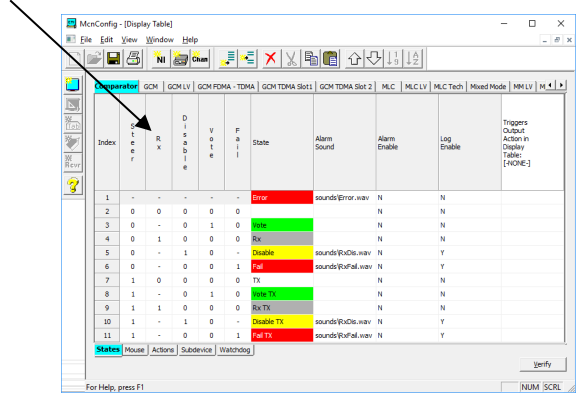 McnConfig - [Display Table]
File Edit View Window Help
NI Chan
Comparator GCM GCM LV GCM FDMA - TDMA GCM TDMA Slot1 GCM TDMA Slot 2 MLC MLC LV MLC Tech Mixed Mode MM LV M
Index Steer Rx Disable Vote Fail State Alarm Sound Alarm Enable Log Enable Triggers Output Action in Display Table: [-NONE-]
1 - - - - - Error sounds\Error.wav N N
2 0 0 0 0 0 N N
3 0 - 0 1 0 Vote N N
4 0 1 0 0 0 Rx N N
5 0 - 1 0 - Disable sounds\RxDis.wav N Y
6 0 - 0 0 1 Fail sounds\RxFail.wav N Y
7 1 0 0 0 0 TX N N
8 1 - 0 1 0 Vote TX N N
9 1 1 0 0 0 Rx TX N N
10 1 - 1 0 - Disable TX sounds\RxDis.wav N Y
11 1 - 0 0 1 Fail TX sounds\RxFail.wav N Y
States Mouse Actions Subdevice Watchdog
Verify
For Help, press F1
NUM SCRL